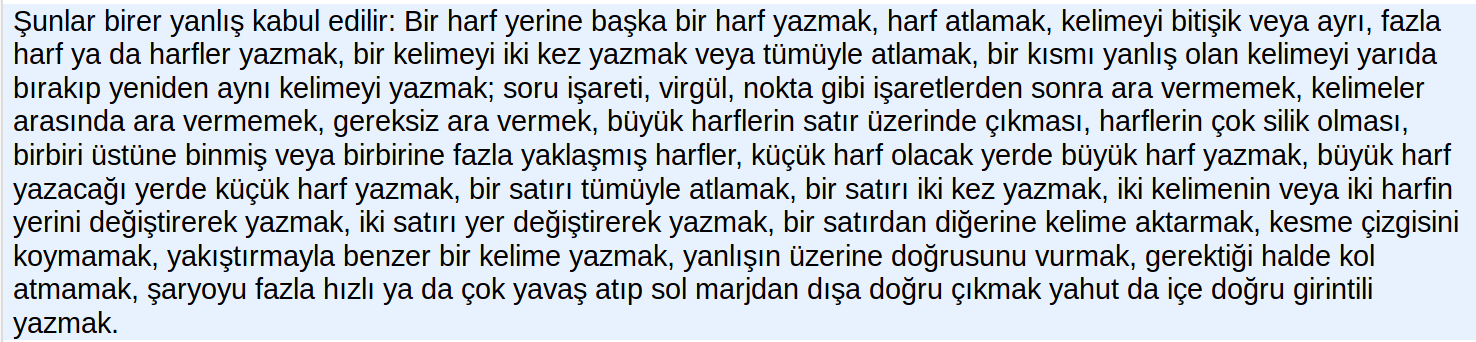 Şunlar birer yanlış kabul edilir: Bir harf yerine başka bir harf yazmak, harf atlamak, kelimeyi bitişik veya ayrı, fazla
harf ya da harfler yazmak, bir kelimeyi iki kez yazmak veya tümüyle atlamak, bir kısmı yanlış olan kelimeyi yarıda
bırakıp yeniden aynı kelimeyi yazmak; soru işareti, virgül, nokta gibi işaretlerden sonra ara vermemek, kelimeler
arasında ara vermemek, gereksiz ara vermek, büyük harflerin satır üzerinde çıkması, harflerin çok silik olması,
birbiri üstüne binmiş veya birbirine fazla yaklaşmış harfler, küçük harf olacak yerde büyük harf yazmak, büyük harf
yazacağı yerde küçük harf yazmak, bir satırı tümüyle atlamak, bir satırı iki kez yazmak, iki kelimenin veya iki harfin
yerini değiştirerek yazmak, iki satırı yer değiştirerek yazmak, bir satırdan diğerine kelime aktarmak, kesme çizgisini
koymamak, yakıştırmayla benzer bir kelime yazmak, yanlışın üzerine doğrusunu vurmak, gerektiği halde kol
atmamak, şaryoyu fazla hızlı ya da çok yavaş atıp sol marjdan dışa doğru çıkmak yahut da içe doğru girintili
yazmak.